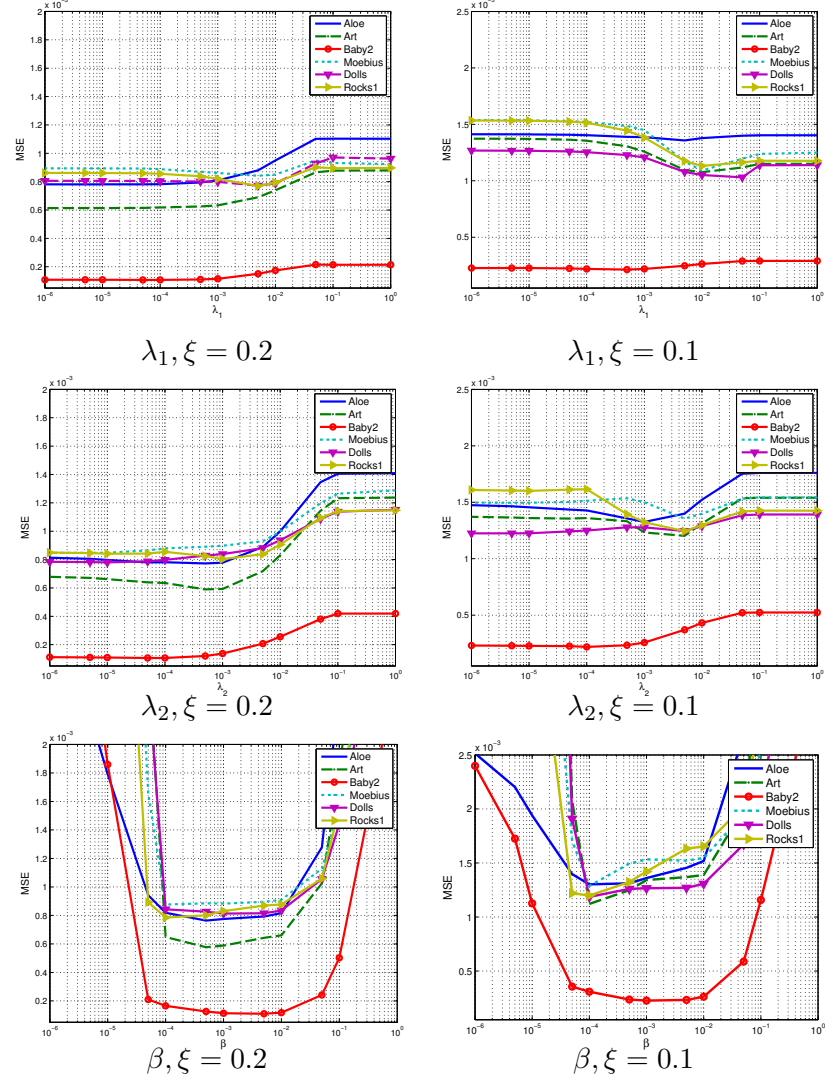 x 10⁻³
2
1.8
1.6
1.4
1.2
1
0.8
0.6
0.4
0.2
MSE
10⁻⁶ 10⁻⁵ 10⁻⁴ 10⁻³ 10⁻² 10⁻¹ 10⁰
λ₁
Aloe
Art
Baby2
Moebius
Dolls
Rocks1
λ₁, ξ = 0.2
x 10⁻³
2.5
2
1.5
1
0.5
MSE
10⁻⁶ 10⁻⁵ 10⁻⁴ 10⁻³ 10⁻² 10⁻¹ 10⁰
λ₁
Aloe
Art
Baby2
Moebius
Dolls
Rocks1
λ₁, ξ = 0.1
x 10⁻³
2
1.8
1.6
1.4
1.2
1
0.8
0.6
0.4
0.2
MSE
10⁻⁶ 10⁻⁵ 10⁻⁴ 10⁻³ 10⁻² 10⁻¹ 10⁰
λ₂
Aloe
Art
Baby2
Moebius
Dolls
Rocks1
λ₂, ξ = 0.2
x 10⁻³
2.5
2
1.5
1
0.5
MSE
10⁻⁶ 10⁻⁵ 10⁻⁴ 10⁻³ 10⁻² 10⁻¹ 10⁰
λ₂
Aloe
Art
Baby2
Moebius
Dolls
Rocks1
λ₂, ξ = 0.1
x 10⁻³
2
1.8
1.6
1.4
1.2
1
0.8
0.6
0.4
0.2
MSE
10⁻⁶ 10⁻⁵ 10⁻⁴ 10⁻³ 10⁻² 10⁻¹ 10⁰
β
Aloe
Art
Baby2
Moebius
Dolls
Rocks1
β, ξ = 0.2
x 10⁻³
2.5
2
1.5
1
0.5
MSE
10⁻⁶ 10⁻⁵ 10⁻⁴ 10⁻³ 10⁻² 10⁻¹ 10⁰
β
Aloe
Art
Baby2
Moebius
Dolls
Rocks1
β, ξ = 0.1